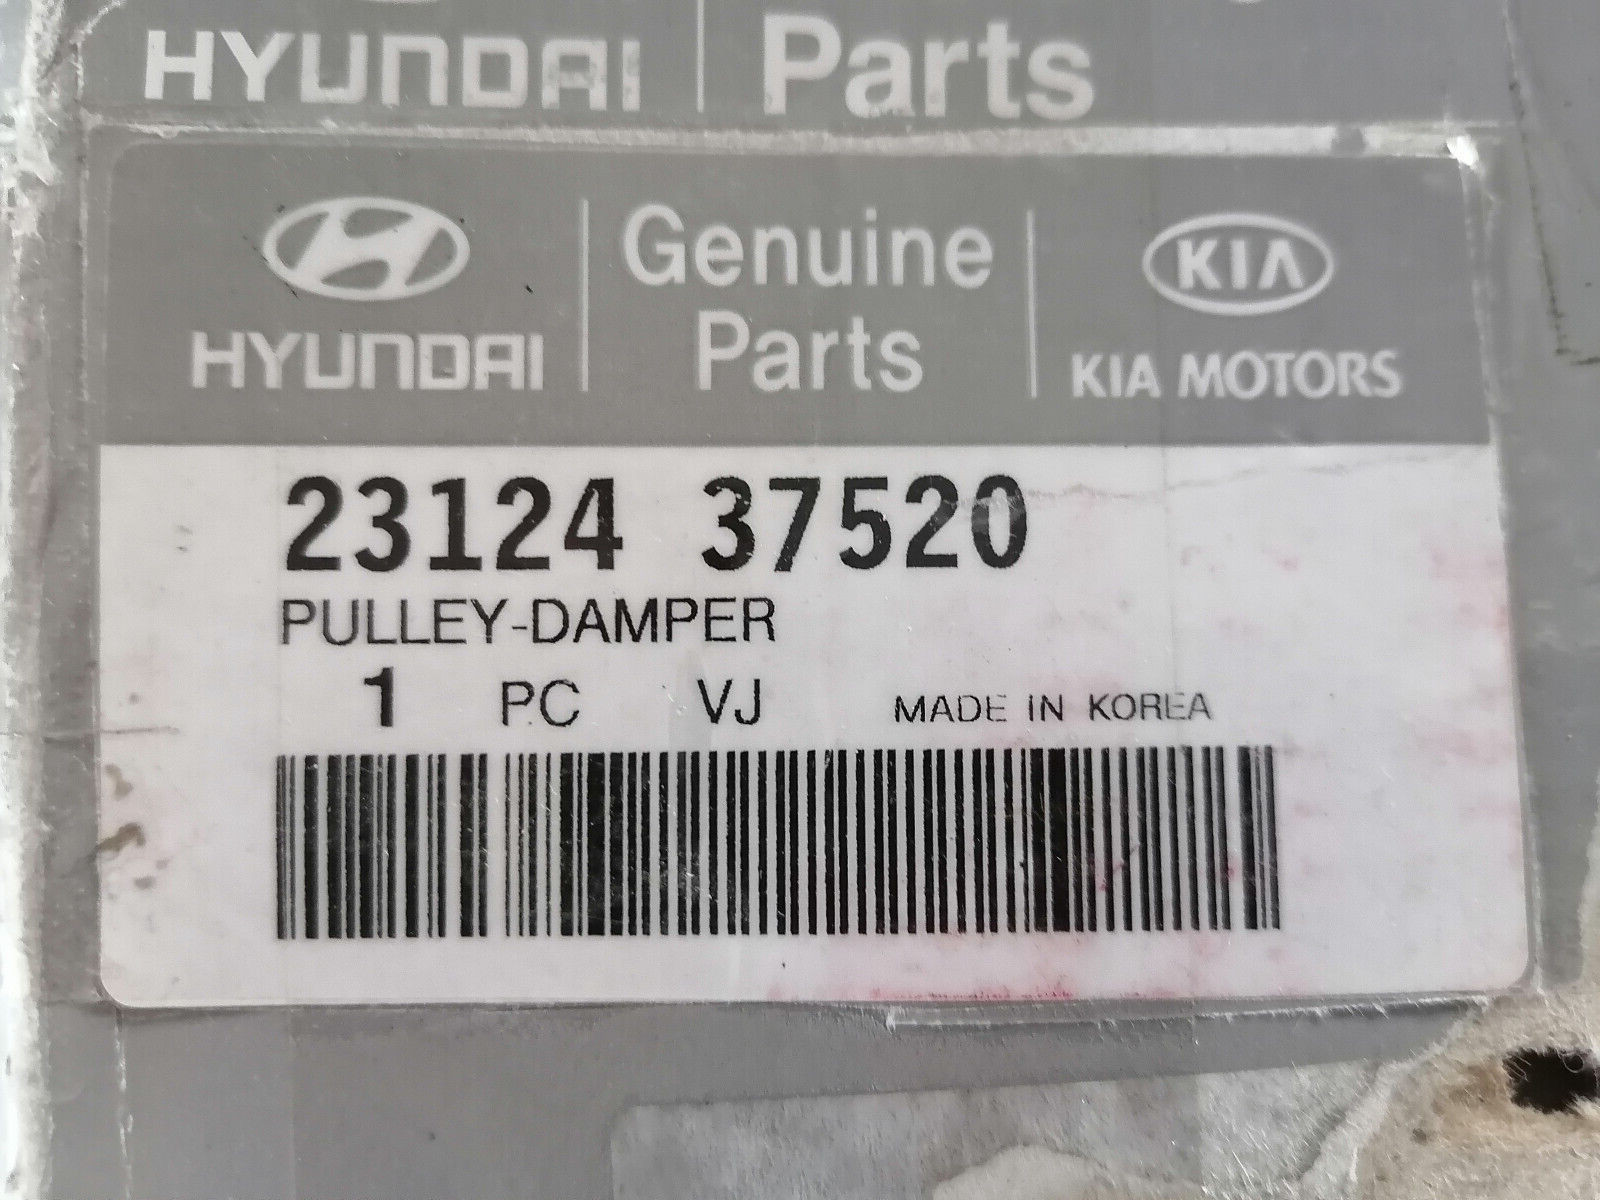 HYUNDAI Parts
Genuine KIA
HYUNDAI Parts KIA MOTORS
23124 37520
PULLEY-DAMPER
1 PC VJ MADE IN KOREA